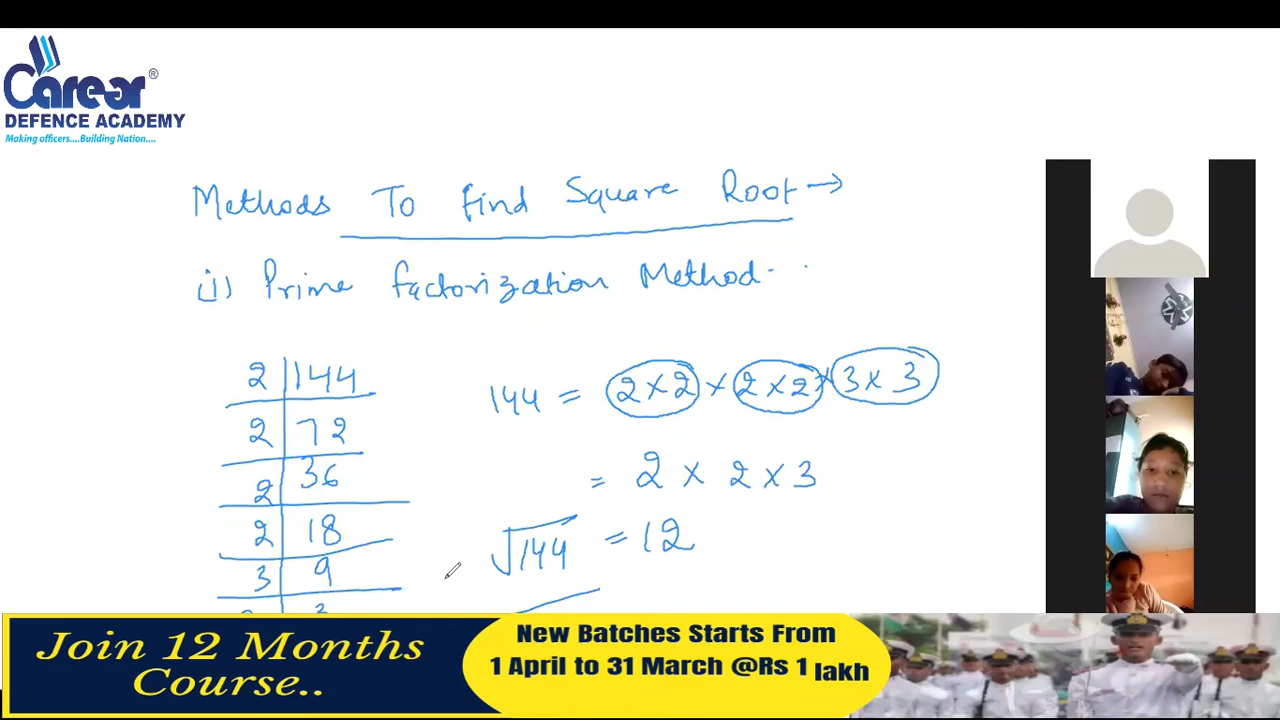 Carear®
DEFENCE ACADEMY
Making officers....Building Nation....
Methods To find Square Root →
(i) Prime factorization Method.
2 | 144
2 | 72
2 | 36
2 | 18
3 | 9
144 = 2 × 2 × 2 × 2 × 3 × 3
= 2 × 2 × 3
√144 = 12
Join 12 Months
Course..
New Batches Starts From
1 April to 31 March @Rs 1 lakh